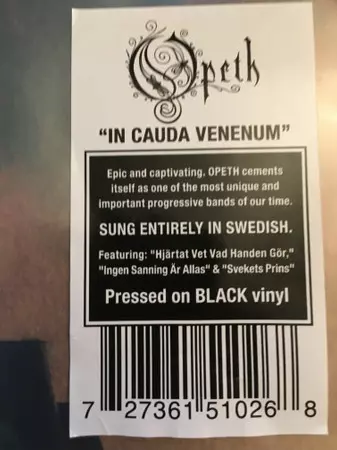 Opeth
"IN CAUDA VENENUM"
Epic and captivating. OPETH cements
itself as one of the most unique and
important progressive bands of our time.
SUNG ENTIRELY IN SWEDISH.
Featuring: "Hjärtat Vet Vad Handen Gör,"
"Ingen Sanning Är Allas" & "Svekets Prins"
Pressed on BLACK vinyl
7 27361 51026 8